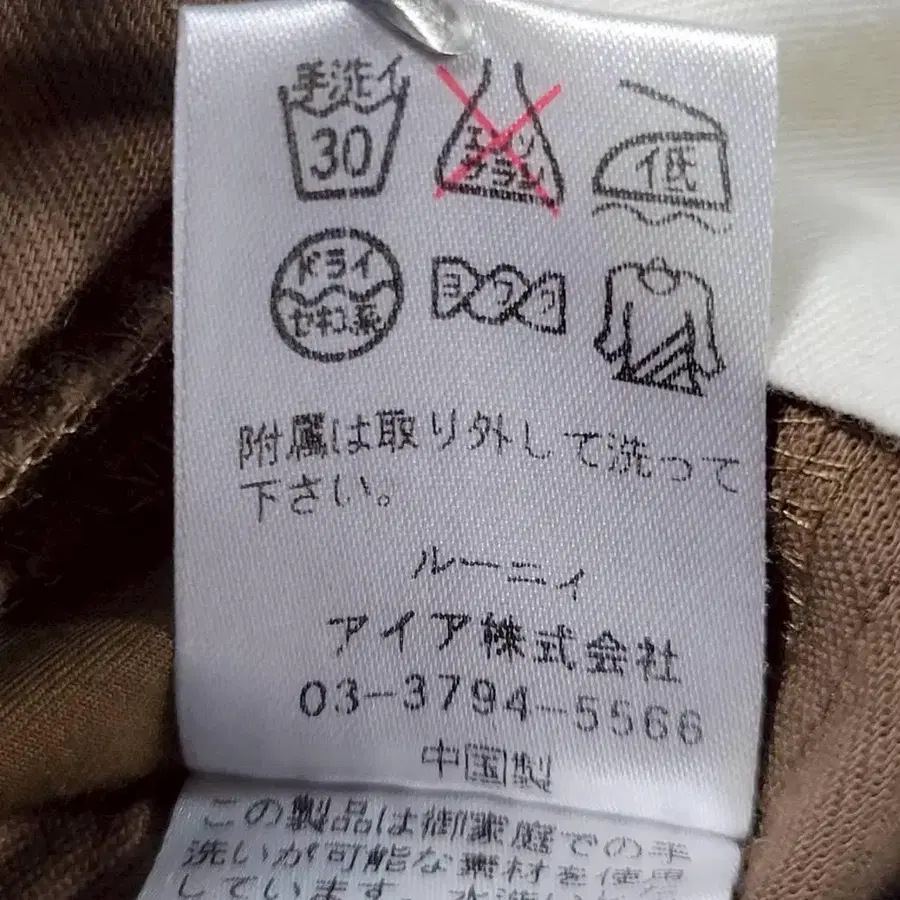 手洗イ
30
エンソ
サラシ
低
ドライ
セキユ系
ヨワク
附属は取り外して洗って
下さい。
ルーニィ
アイア株式会社
03-3794-5566
中国製
この製品は御家庭での手
洗いが可能な素材を使用
しています。水洗い